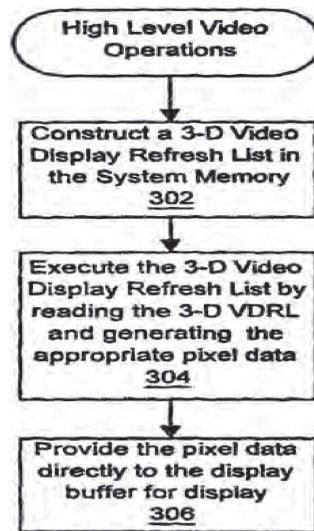 High Level Video
Operations
Construct a 3-D Video
Display Refresh List in
the System Memory
302
Execute the 3-D Video
Display Refresh List by
reading the 3-D VDRL
and generating the
appropriate pixel data
304
Provide the pixel data
directly to the display
buffer for display
306